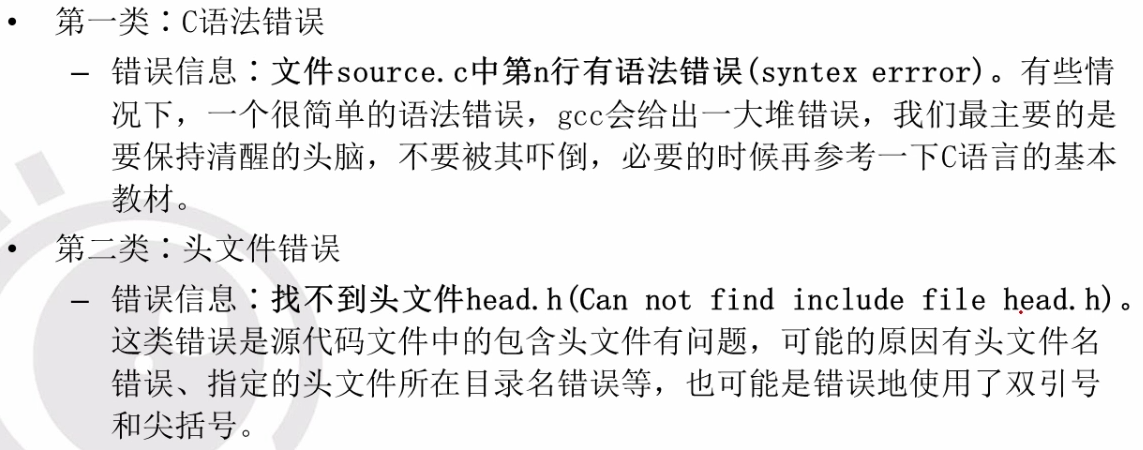 • 第一类：C语法错误
– 错误信息：文件source.c中第n行有语法错误(syntex errror)。有些情
况下，一个很简单的语法错误，gcc会给出一大堆错误，我们最主要的是
要保持清醒的头脑，不要被其吓倒，必要的时候再参考一下C语言的基本
教材。
• 第二类：头文件错误
– 错误信息：找不到头文件head.h(Can not find include file head.h)。
这类错误是源代码文件中的包含头文件有问题，可能的原因有头文件名
错误、指定的头文件所在目录名错误等，也可能是错误地使用了双引号
和尖括号。